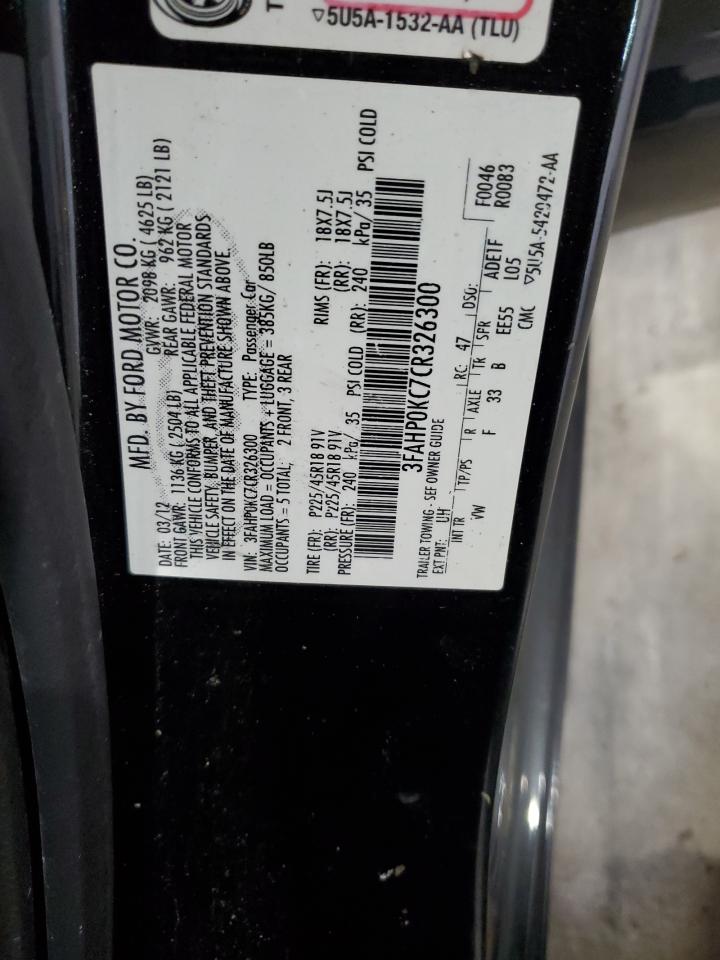 5U5A-1532-AA (TLU)
MFD. BY FORD MOTOR CO.
DATE: 03/12 GVWR: 2098 KG ( 4625 LB)
FRONT GAWR: 1136 KG ( 2504 LB) REAR GAWR: 962 KG ( 2121 LB)
THIS VEHICLE CONFORMS TO ALL APPLICABLE FEDERAL MOTOR
VEHICLE SAFETY, BUMPER, AND THEFT PREVENTION STANDARDS
IN EFFECT ON THE DATE OF MANUFACTURE SHOWN ABOVE.
VIN: 3FAHP0KC7CR326300 TYPE: Passenger Car
MAXIMUM LOAD = OCCUPANTS + LUGGAGE = 385KG/ 850LB
OCCUPANTS = 5 TOTAL; 2 FRONT, 3 REAR
TIRE (FR): P225/45R18 91V RIMS (FR): 18X7.5J
(RR): P225/45R18 91V (RR): 18X7.5J
PRESSURE (FR): 240 kPa/ 35 PSI COLD (RR): 240 kPa/ 35 PSI COLD
3FAHP0KC7CR326300
TRAILER TOWING - SEE OWNER GUIDE
EXT PNT: UH RC: 47 DSO: F0046
R0083
INT TR TP/PS R AXLE TR SPR ADE1F
VW F 33 B EE55 L05
CMC 5U5A-5420472-AA